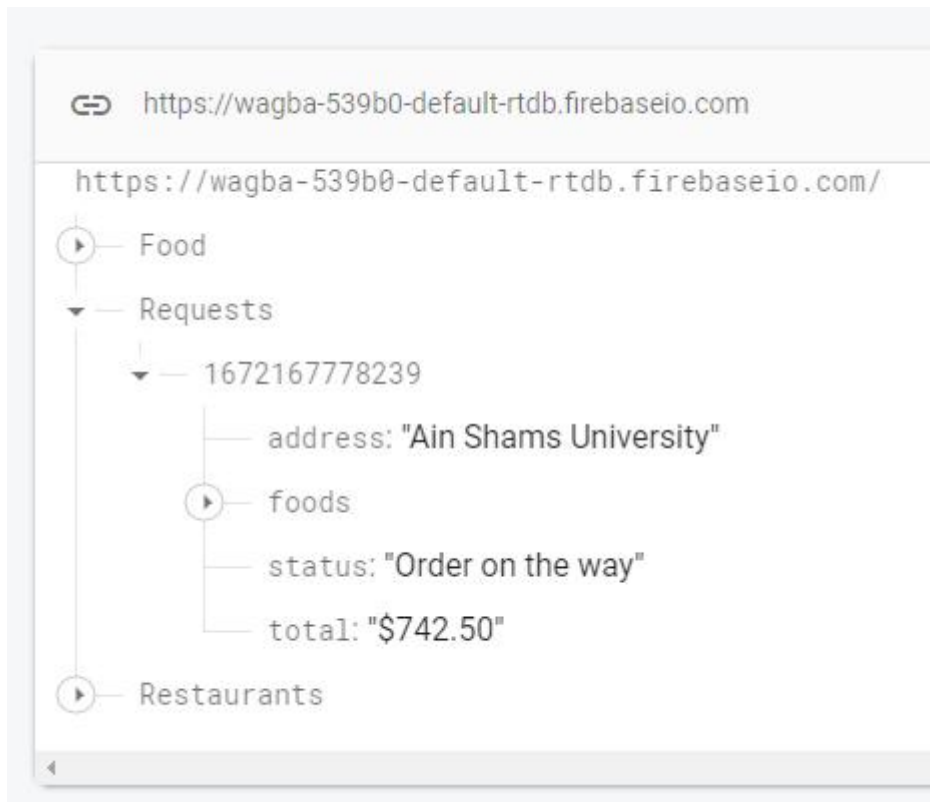 https://wagba-539b0-default-rtdb.firebaseio.com
https://wagba-539b0-default-rtdb.firebaseio.com/
Food
Requests
1672167778239
address: "Ain Shams University"
foods
status: "Order on the way"
total: "$742.50"
Restaurants